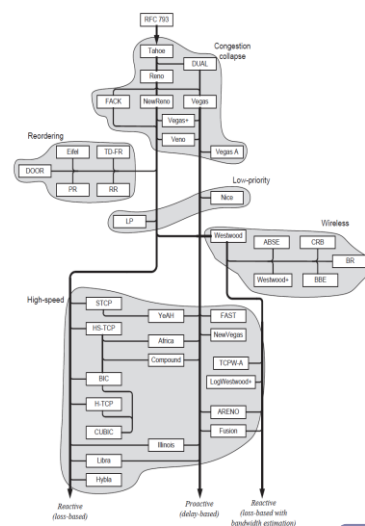 RFC 793
Tahoe
Congestion
collapse
DUAL
Reno
FACK
NewReno
Vegas
Vegas+
Veno
Vegas A
Reordering
Eifel
TD-FR
DOOR
PR
RR
Low-priority
Nice
LP
Wireless
Westwood
ABSE
CRB
BR
Westwood+
BBE
High-speed
STCP
YeAH
FAST
HS-TCP
Africa
NewVegas
Compound
TCPW-A
BIC
LogWestwood+
H-TCP
ARENO
CUBIC
Illinois
Fusion
Libra
Hybla
Reactive
(loss-based)
Proactive
(delay-based)
Reactive
(loss-based with
bandwidth estimation)